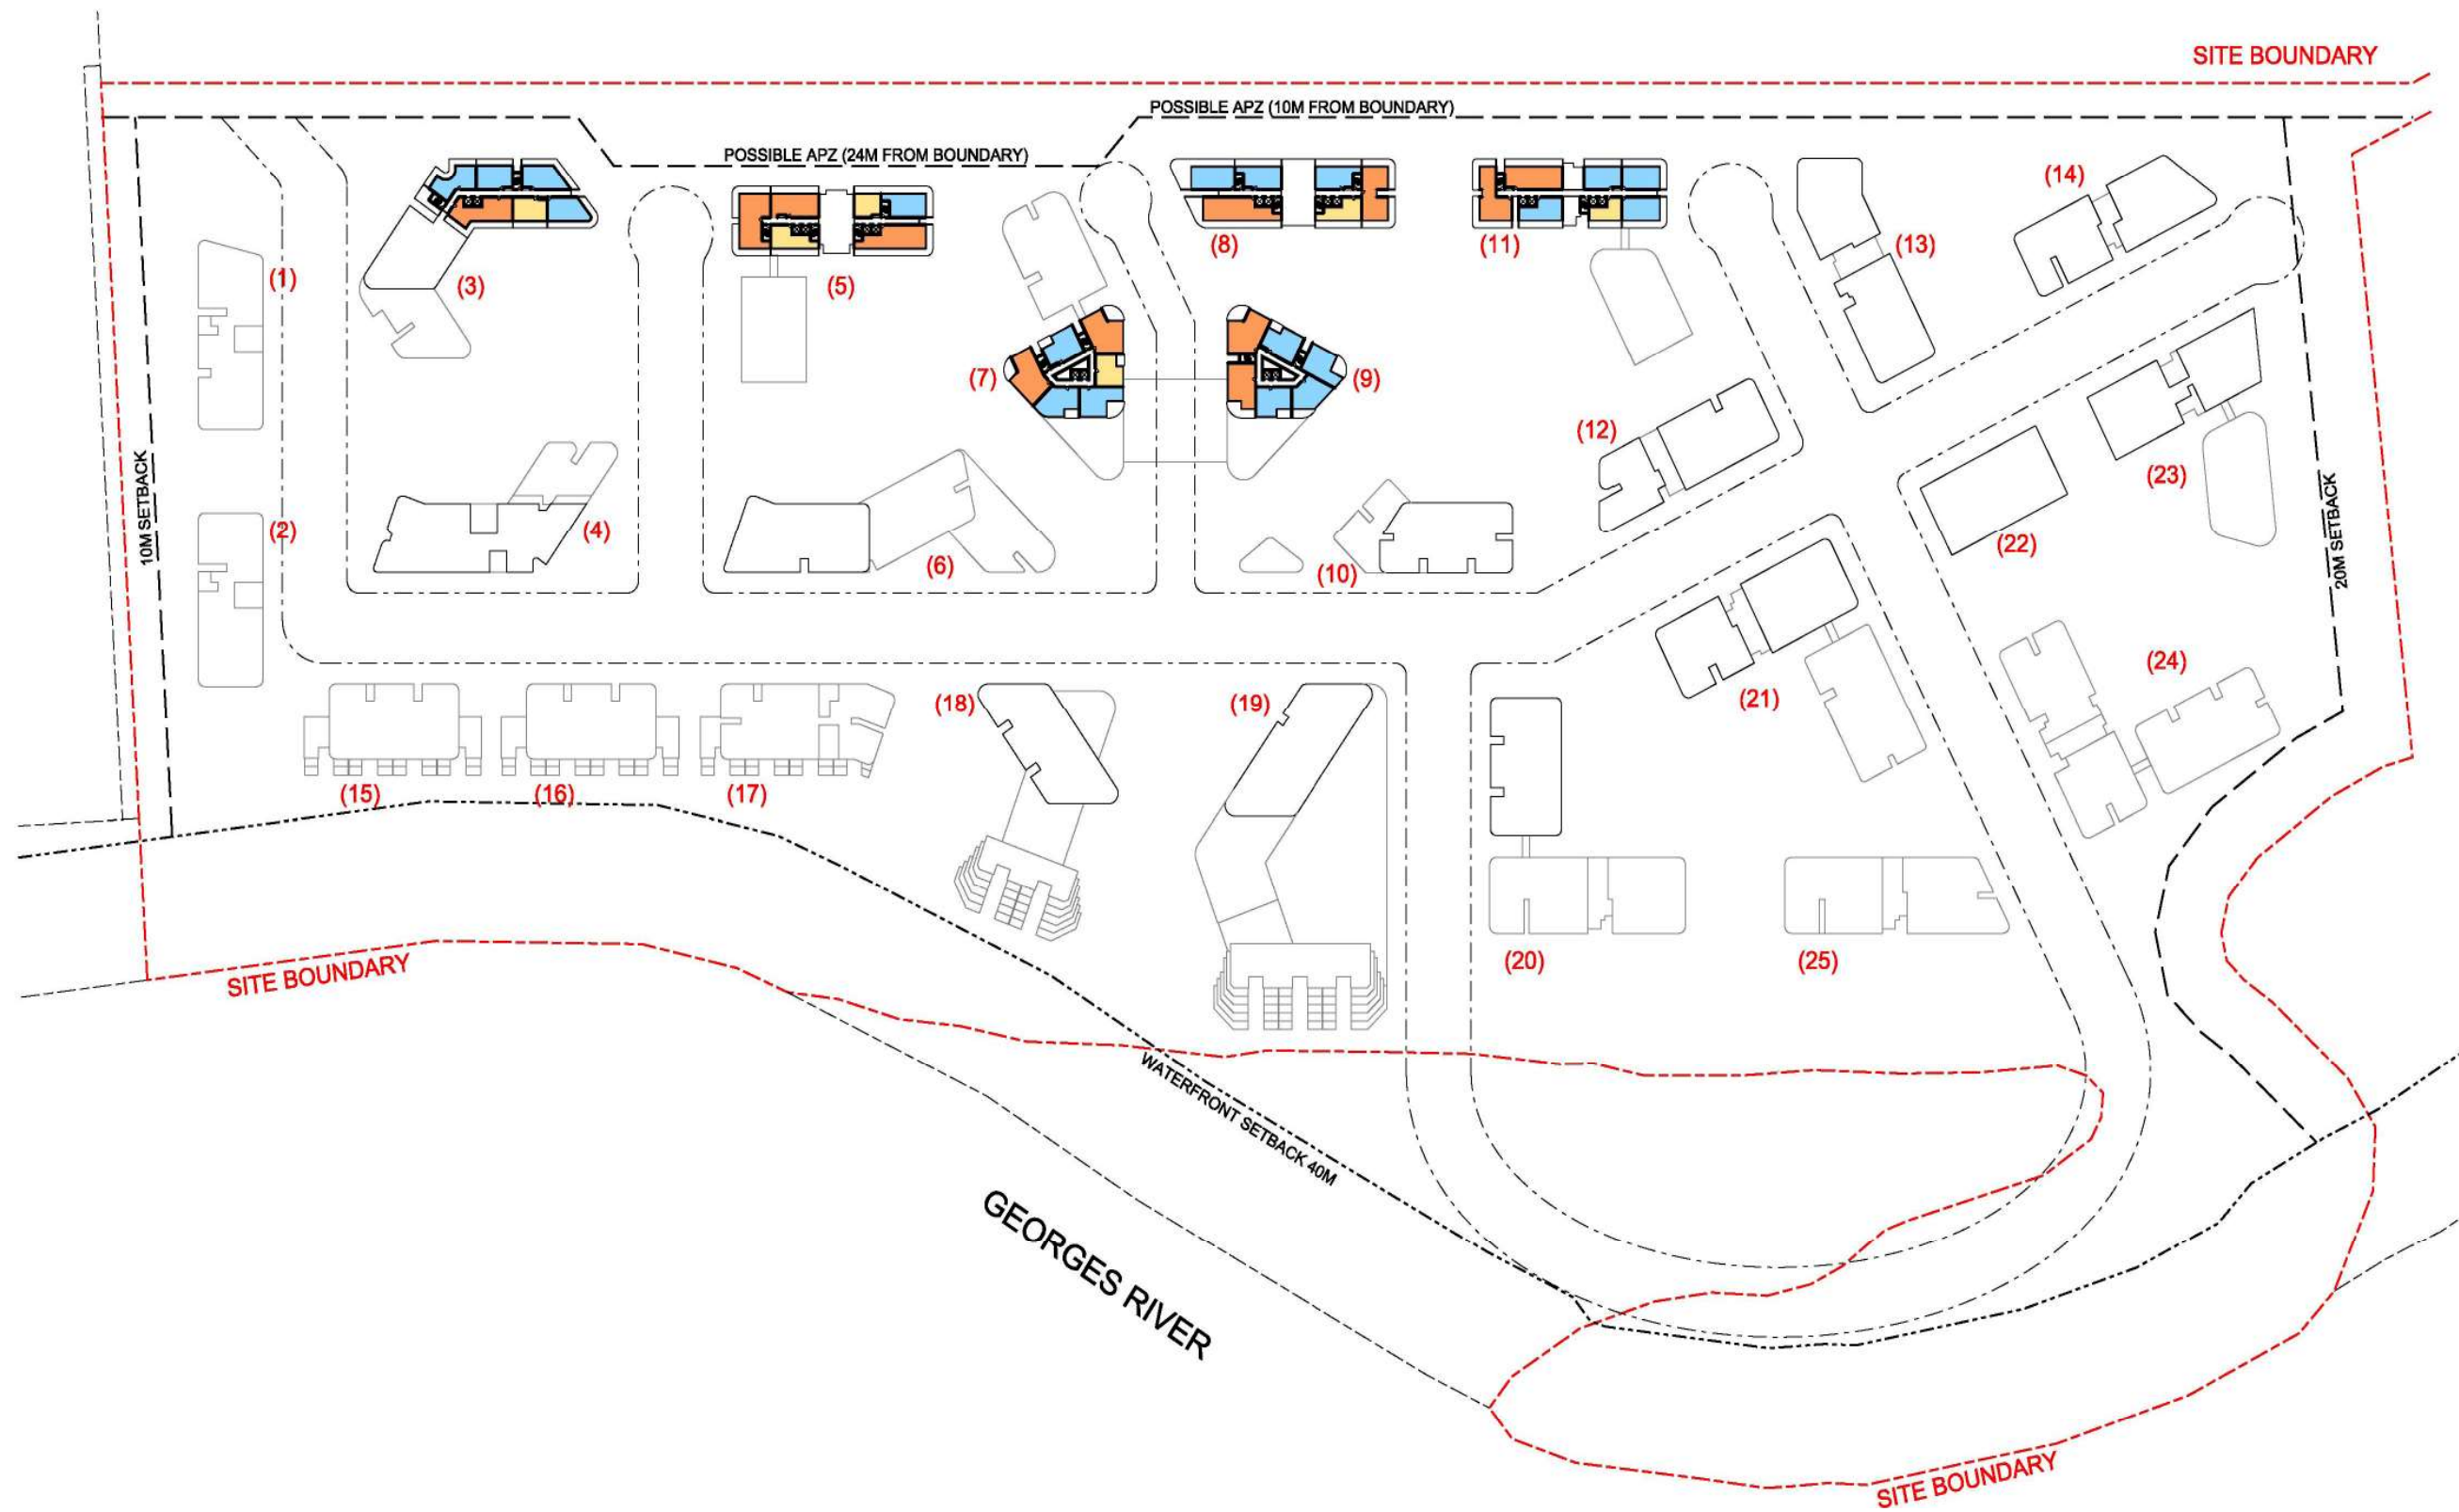 SITE BOUNDARY
POSSIBLE APZ (10M FROM BOUNDARY)
POSSIBLE APZ (24M FROM BOUNDARY)
(14)
(8)
(11)
(13)
(1)
(3)
(5)
(7)
(9)
(12)
(23)
10M SETBACK
20M SETBACK
(2)
(4)
(6)
(10)
(22)
(24)
(21)
(18)
(19)
(15)
(16)
(17)
(20)
(25)
SITE BOUNDARY
WATERFRONT SETBACK 40M
GEORGES RIVER
SITE BOUNDARY